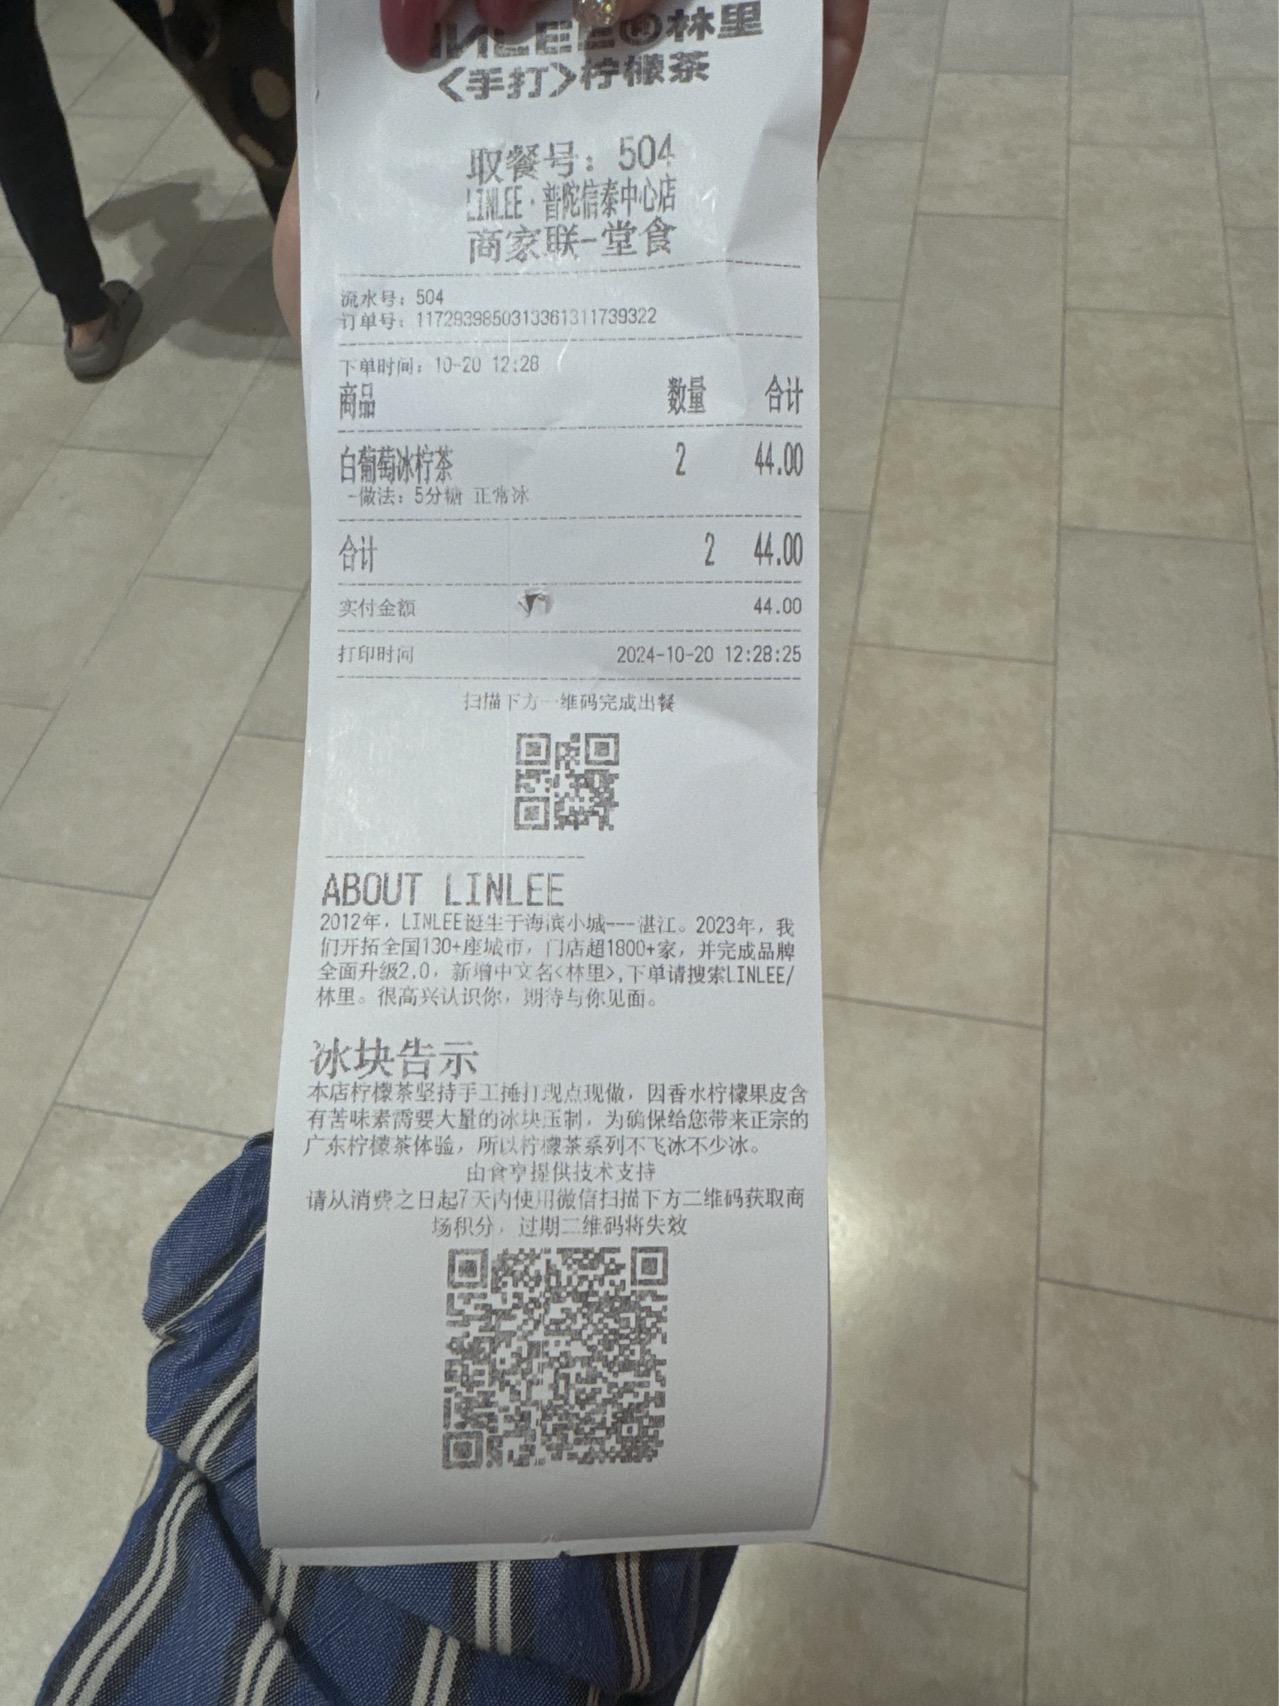 LINLEE®林里
<手打>柠檬茶
取餐号：504
LINLEE·普陀信泰中心店
商家联-堂食
流水号：504
订单号：1172839850313361311739322
下单时间：10-20 12:28
商品 数量 合计
白葡萄冰柠茶 2 44.00
-做法：5分糖 正常冰
合计 2 44.00
实付金额 44.00
打印时间 2024-10-20 12:28:25
扫描下方一维码完成出餐
ABOUT LINLEE
2012年，LINLEE诞生于海滨小城---湛江。2023年，我
们开拓全国130+座城市，门店超1800+家，并完成品牌
全面升级2.0，新增中文名<林里>,下单请搜索LINLEE/
林里。很高兴认识你，期待与你见面。
冰块告示
本店柠檬茶坚持手工捶打现点现做，因香水柠檬果皮含
有苦味素需要大量的冰块压制，为确保给您带来正宗的
广东柠檬茶体验，所以柠檬茶系列不飞冰不少冰。
由食亨提供技术支持
请从消费之日起7天内使用微信扫描下方二维码获取商
场积分，过期二维码将失效